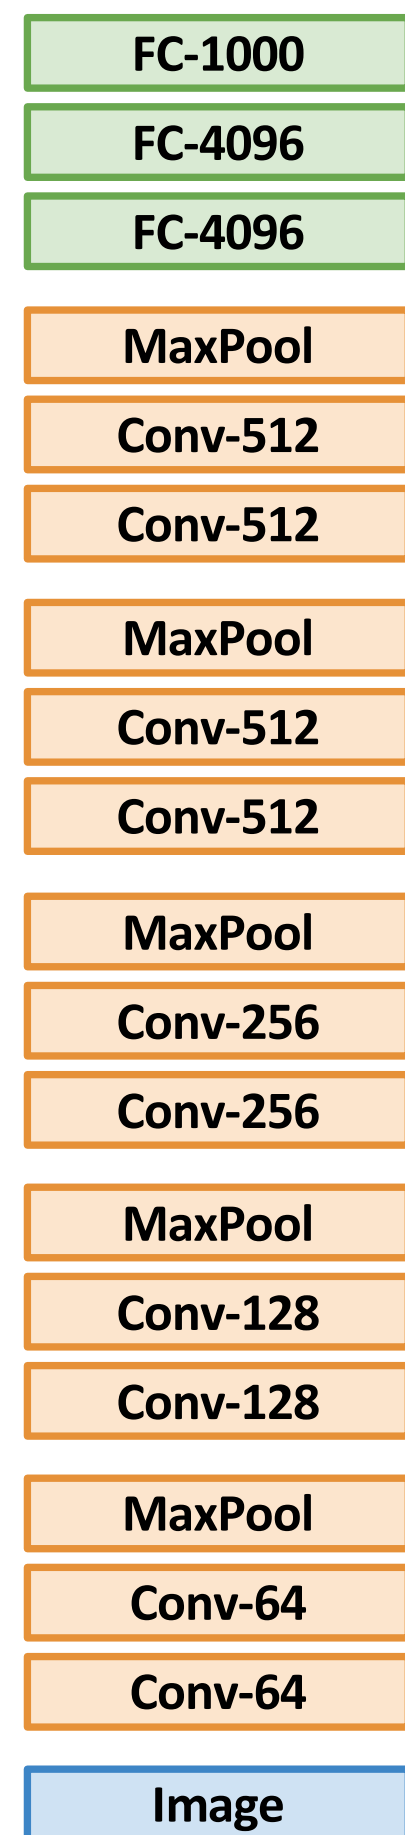 FC-1000
FC-4096
FC-4096
MaxPool
Conv-512
Conv-512
MaxPool
Conv-512
Conv-512
MaxPool
Conv-256
Conv-256
MaxPool
Conv-128
Conv-128
MaxPool
Conv-64
Conv-64
Image